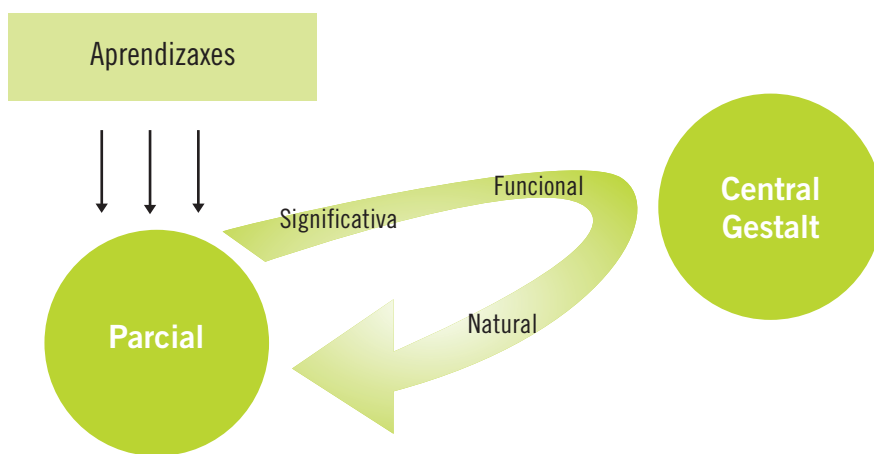 Aprendizaxes
Funcional
Significativa
Central
Gestalt
Natural
Parcial